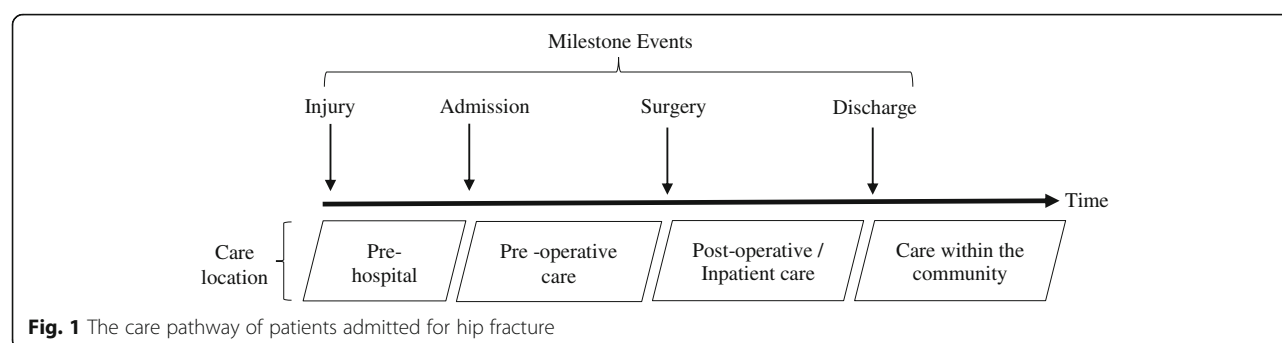 Milestone Events
Injury Admission Surgery Discharge
Time
Care
location
Pre-
hospital
Pre -operative
care
Post-operative /
Inpatient care
Care within the
community
Fig. 1 The care pathway of patients admitted for hip fracture